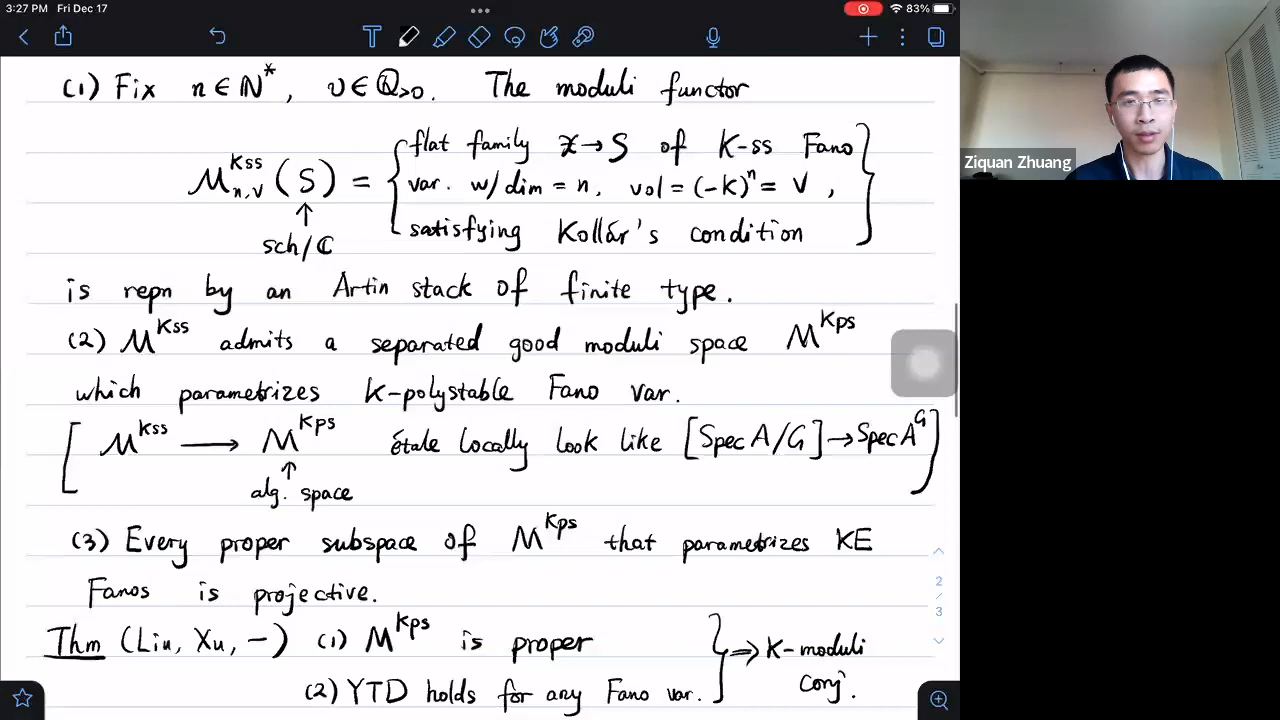 3:27 PM Fri Dec 17
83%
(1) Fix n ∈ ℕ*, v ∈ ℚ>0. The moduli functor
M^Kss_n,v (S) = { flat family 𝒳 → S of K-ss Fano
var. w/ dim = n, vol = (-K)^n = V,
satisfying Kollár's condition }
↑
sch/ℂ
is repn by an Artin stack of finite type.
(2) M^Kss admits a separated good moduli space M^Kps
which parametrizes K-polystable Fano var.
[ M^Kss → M^Kps étale locally look like [Spec A/G] → Spec A^G ]
↑
alg. space
(3) Every proper subspace of M^Kps that parametrizes KE
Fanos is projective.
Thm (Liu, Xu, –) (1) M^Kps is proper
(2) YTD holds for any Fano var. } ⇒ K-moduli
conj.
2
/
3
Ziquan Zhuang